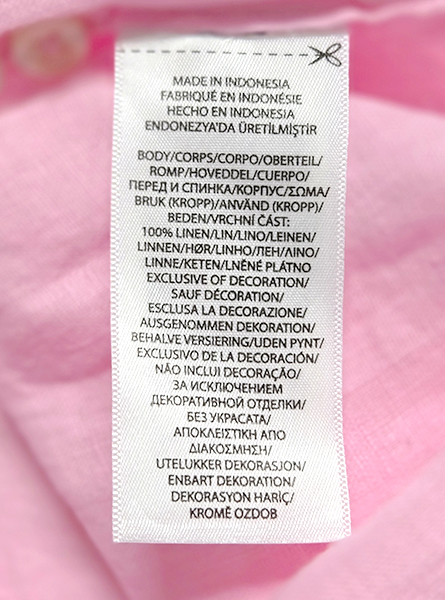 MADE IN INDONESIA
FABRIQUÉ EN INDONÉSIE
HECHO EN INDONESIA
ENDONEZYA'DA ÜRETİLMİŞTİR
BODY/CORPS/CORPO/OBERTEIL/
ROMP/HOVEDDEL/CUERPO/
ПЕРЕД И СПИНКА/КОРПУС/ΣΩΜΑ/
BRUK (KROPP)/ANVÄND (KROPP)/
BEDEN/VRCHNÍ ČÁST:
100% LINEN/LIN/LINO/LEINEN/
LINNEN/HØR/LINHO/ЛЕН/ΛΙΝΟ/
LINNE/KETEN/LNĚNÉ PLÁTNO
EXCLUSIVE OF DECORATION/
SAUF DÉCORATION/
ESCLUSA LA DECORAZIONE/
AUSGENOMMEN DEKORATION/
BEHALVE VERSIERING/UDEN PYNT/
EXCLUSIVO DE LA DECORACIÓN/
NÃO INCLUI DECORAÇÃO/
ЗА ИСКЛЮЧЕНИЕМ
ДЕКОРАТИВНОЙ ОТДЕЛКИ/
БЕЗ УКРАСАТА/
ΑΠΟΚΛΕΙΣΤΙΚΗ ΑΠΟ
ΔΙΑΚΟΣΜΗΣΗ/
UTELUKKER DEKORASJON/
ENBART DEKORATION/
DEKORASYON HARİÇ/
KROMĚ OZDOB